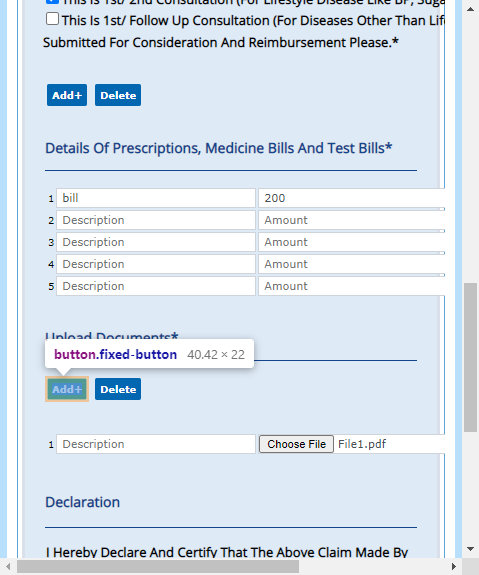 This Is 1st/ 2nd Consultation (For Lifestyle Disease Like BP, Suga
This Is 1st/ Follow Up Consultation (For Diseases Other Than Lif
Submitted For Consideration And Reimbursement Please.*
Add+ Delete
Details Of Prescriptions, Medicine Bills And Test Bills*
1 bill 200
2 Description Amount
3 Description Amount
4 Description Amount
5 Description Amount
Upload Documents*
button.fixed-button 40.42 × 22
Add+ Delete
1 Description Choose File File1.pdf
Declaration
I Hereby Declare And Certify That The Above Claim Made By